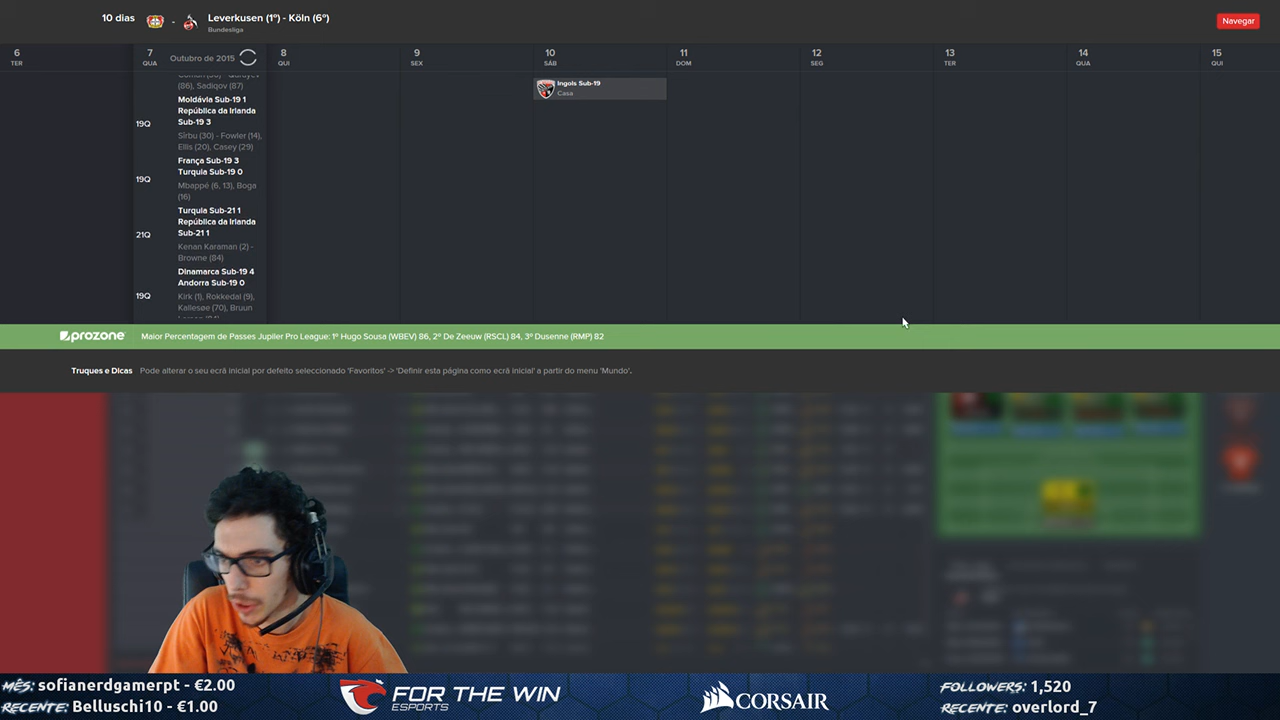 10 dias
-
Leverkusen (1º) - Köln (6º)
Bundesliga
Navegar
6
TER
7
QUA
Outubro de 2015
8
QUI
9
SEX
10
SÁB
11
DOM
12
SEG
13
TER
14
QUA
15
QUI
(86), Sadiqov (87)
19Q
Moldávia Sub-19 1
República da Irlanda
Sub-19 3
Sîrbu (30) - Fowler (14),
Ellis (20), Casey (29)
19Q
França Sub-19 3
Turquia Sub-19 0
Mbappé (6, 13), Boga
(16)
21Q
Turquia Sub-21 1
República da Irlanda
Sub-21 1
Kenan Karaman (2) -
Browne (84)
19Q
Dinamarca Sub-19 4
Andorra Sub-19 0
Kirk (1), Rokkedal (9),
Kallesøe (70), Bruun
Ingols Sub-19
Casa
prozone
Maior Percentagem de Passes Jupiler Pro League: 1º Hugo Sousa (WBEV) 86, 2º De Zeeuw (RSCL) 84, 3º Dusenne (RMP) 82
Truques e Dicas
Pode alterar o seu ecrã inicial por defeito seleccionado 'Favoritos' -> 'Definir esta página como ecrã inicial' a partir do menu 'Mundo'.
MÊS: sofianerdgamerpt - €2.00
RECENTE: Belluschi10 - €1.00
FOR THE WIN
ESPORTS
CORSAIR
FOLLOWERS: 1,520
RECENTE: overlord_7